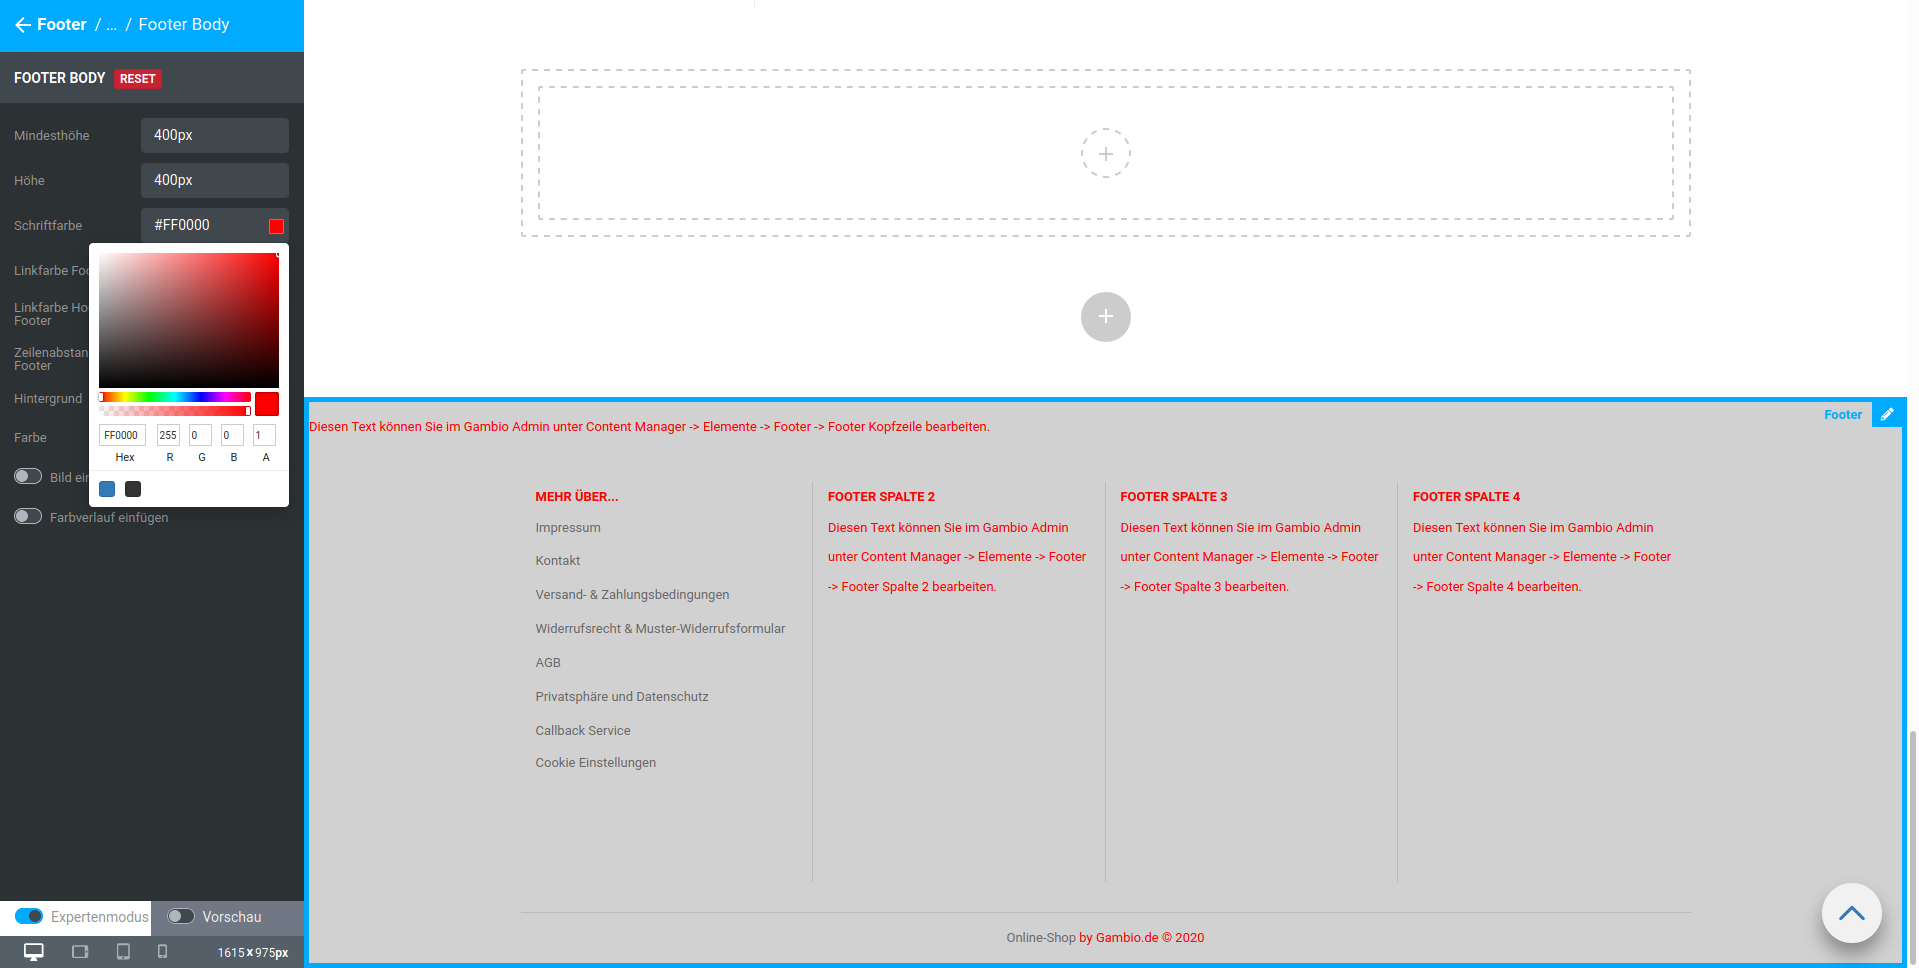 Footer / ... / Footer Body
FOOTER BODY RESET
Mindesthöhe 400px
Höhe 400px
Schriftfarbe #FF0000
Linkfarbe Foo
Linkfarbe Ho
Footer
Zeilenabstan
Footer
Hintergrund
Farbe
FF0000 255 0 0 1
Hex R G B A
Bild ei
Farbverlauf einfügen
Expertenmodus Vorschau
1615 x 975px
Footer
Diesen Text können Sie im Gambio Admin unter Content Manager -> Elemente -> Footer -> Footer Kopfzeile bearbeiten.
MEHR ÜBER...
Impressum
Kontakt
Versand- & Zahlungsbedingungen
Widerrufsrecht & Muster-Widerrufsformular
AGB
Privatsphäre und Datenschutz
Callback Service
Cookie Einstellungen
FOOTER SPALTE 2
Diesen Text können Sie im Gambio Admin
unter Content Manager -> Elemente -> Footer
-> Footer Spalte 2 bearbeiten.
FOOTER SPALTE 3
Diesen Text können Sie im Gambio Admin
unter Content Manager -> Elemente -> Footer
-> Footer Spalte 3 bearbeiten.
FOOTER SPALTE 4
Diesen Text können Sie im Gambio Admin
unter Content Manager -> Elemente -> Footer
-> Footer Spalte 4 bearbeiten.
Online-Shop by Gambio.de © 2020